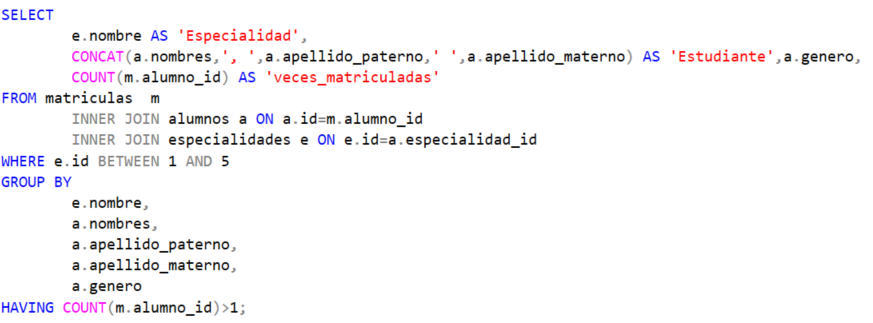 SELECT
e.nombre AS 'Especialidad',
CONCAT(a.nombres,', ',a.apellido_paterno,' ',a.apellido_materno) AS 'Estudiante',a.genero,
COUNT(m.alumno_id) AS 'veces_matriculadas'
FROM matriculas  m
INNER JOIN alumnos a ON a.id=m.alumno_id
INNER JOIN especialidades e ON e.id=a.especialidad_id
WHERE e.id BETWEEN 1 AND 5
GROUP BY
e.nombre,
a.nombres,
a.apellido_paterno,
a.apellido_materno,
a.genero
HAVING COUNT(m.alumno_id)>1;